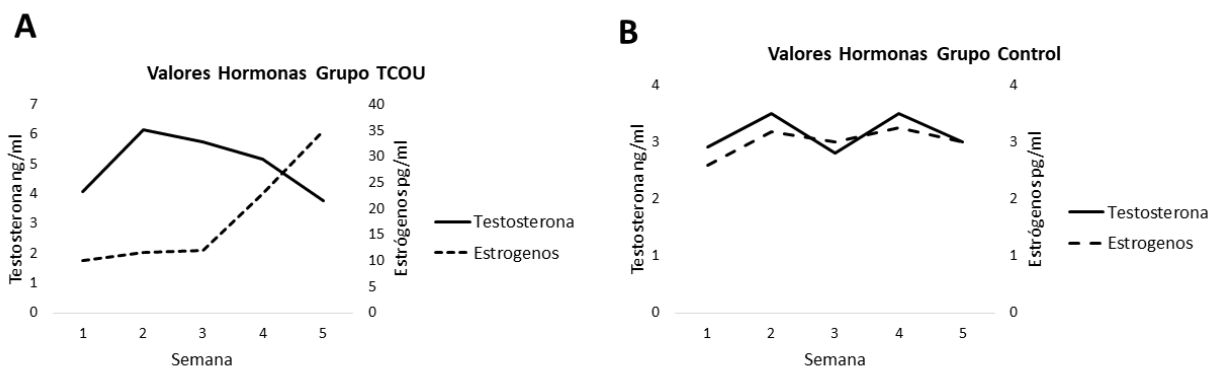 A
Valores Hormonas Grupo TCOU
7
6
5
4
3
2
1
0
Testosterona ng/ml
40
35
30
25
20
15
10
5
0
Estrógenos pg/ml
1 2 3 4 5
Semana
Testosterona
Estrogenos
B
Valores Hormonas Grupo Control
4
3
2
1
0
Testosterona ng/ml
4
3
2
1
0
Estrógenos pg/ml
1 2 3 4 5
Semana
Testosterona
Estrogenos